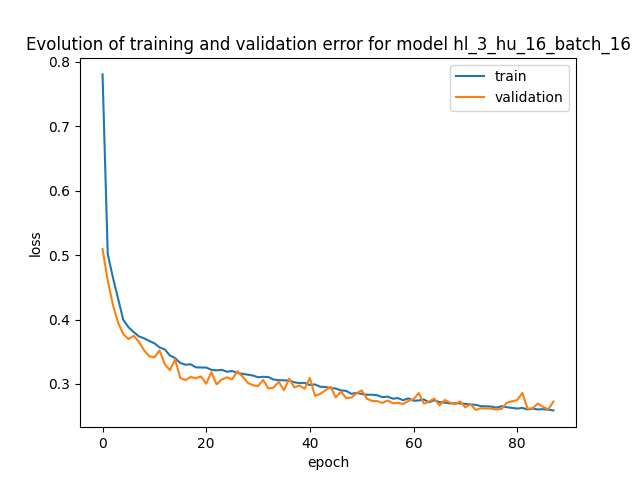 Evolution of training and validation error for model hl_3_hu_16_batch_16
train
validation
0.8
0.7
0.6
0.5
0.4
0.3
loss
0
20
40
60
80
epoch